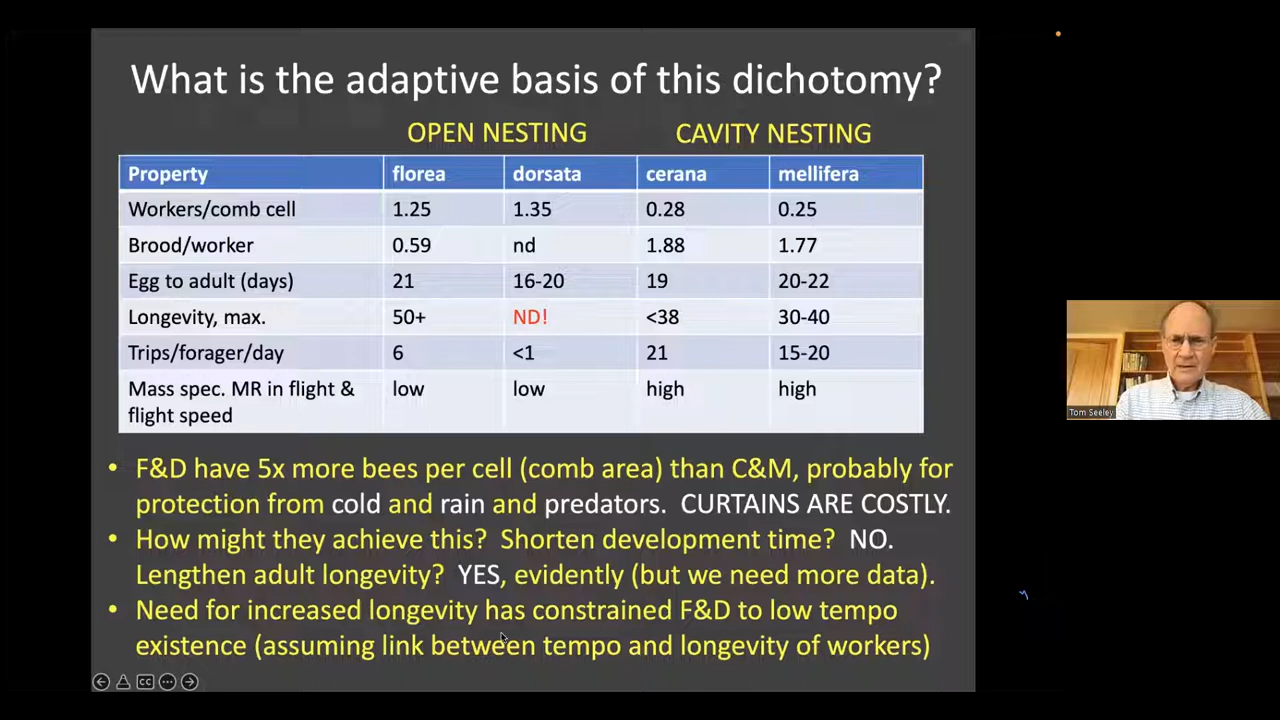 What is the adaptive basis of this dichotomy?
OPEN NESTING CAVITY NESTING
Property florea dorsata cerana mellifera
Workers/comb cell 1.25 1.35 0.28 0.25
Brood/worker 0.59 nd 1.88 1.77
Egg to adult (days) 21 16-20 19 20-22
Longevity, max. 50+ ND! <38 30-40
Trips/forager/day 6 <1 21 15-20
Mass spec. MR in flight & low low high high
flight speed
• F&D have 5x more bees per cell (comb area) than C&M, probably for
protection from cold and rain and predators. CURTAINS ARE COSTLY.
• How might they achieve this? Shorten development time? NO.
Lengthen adult longevity? YES, evidently (but we need more data).
• Need for increased longevity has constrained F&D to low tempo
existence (assuming link between tempo and longevity of workers)
CC
Tom Seeley